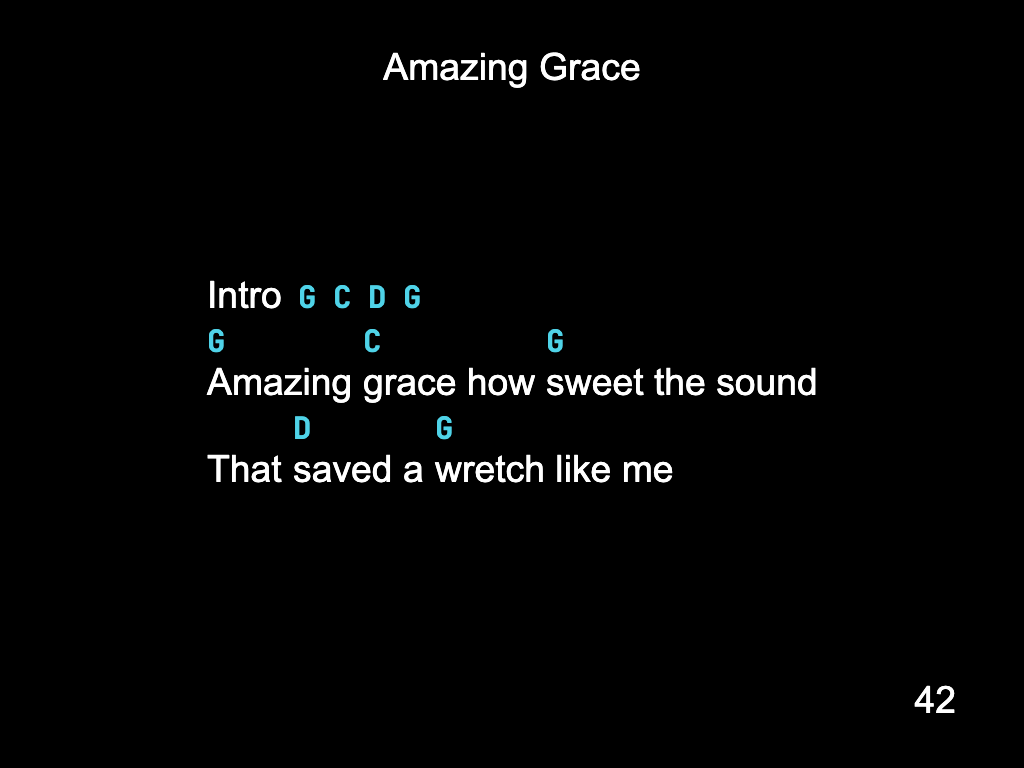 Amazing Grace
Intro G C D G
G C G
Amazing grace how sweet the sound
D G
That saved a wretch like me
42